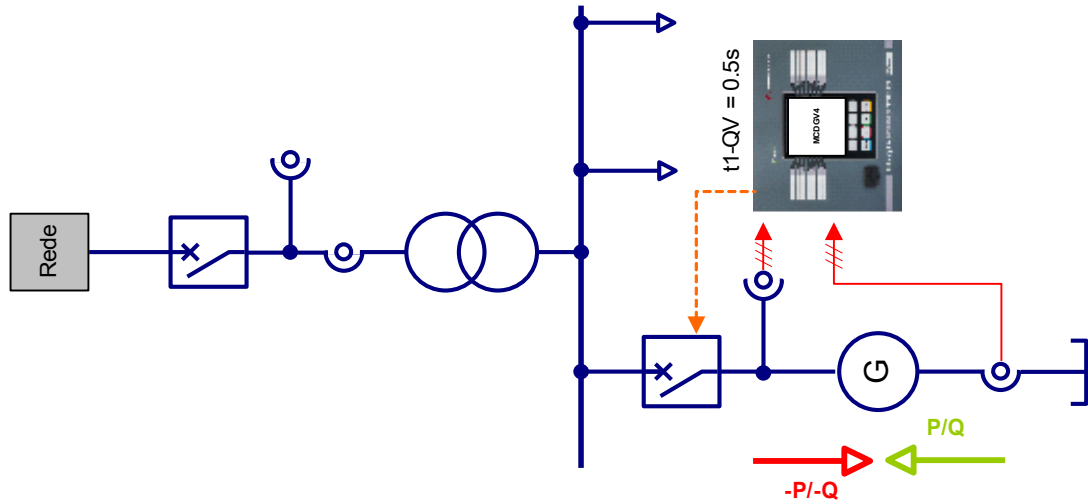 Rede
t1-QV = 0.5s
MCDGV4
G
P/Q
-P/-Q